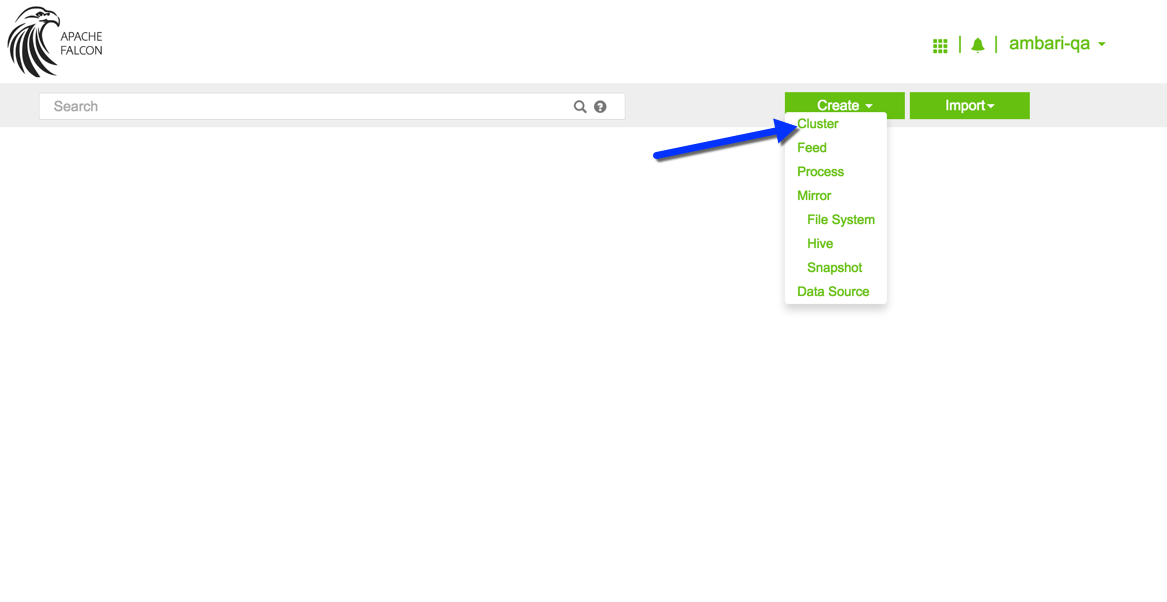 APACHE
FALCON
ambari-qa
Search
Create
Import
Cluster
Feed
Process
Mirror
File System
Hive
Snapshot
Data Source